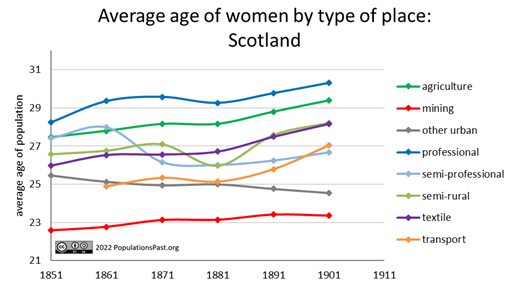 Average age of women by type of place:
Scotland
31
29
27
25
23
21
average age of population
1851
1861
1871
1881
1891
1901
1911
agriculture
mining
other urban
professional
semi-professional
semi-rural
textile
transport
2022 PopulationsPast.org